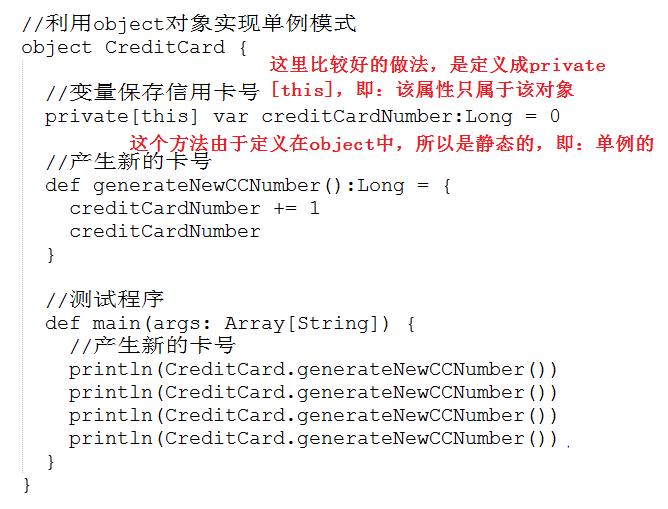 //利用object对象实现单例模式
object CreditCard {
这里比较好的做法，是定义成private
[this]，即：该属性只属于该对象
//变量保存信用卡号
private[this] var creditCardNumber:Long = 0
这个方法由于定义在object中，所以是静态的，即：单例的
//产生新的卡号
def generateNewCCNumber():Long = {
creditCardNumber += 1
creditCardNumber
}
//测试程序
def main(args: Array[String]) {
//产生新的卡号
println(CreditCard.generateNewCCNumber())
println(CreditCard.generateNewCCNumber())
println(CreditCard.generateNewCCNumber())
println(CreditCard.generateNewCCNumber())
}
}